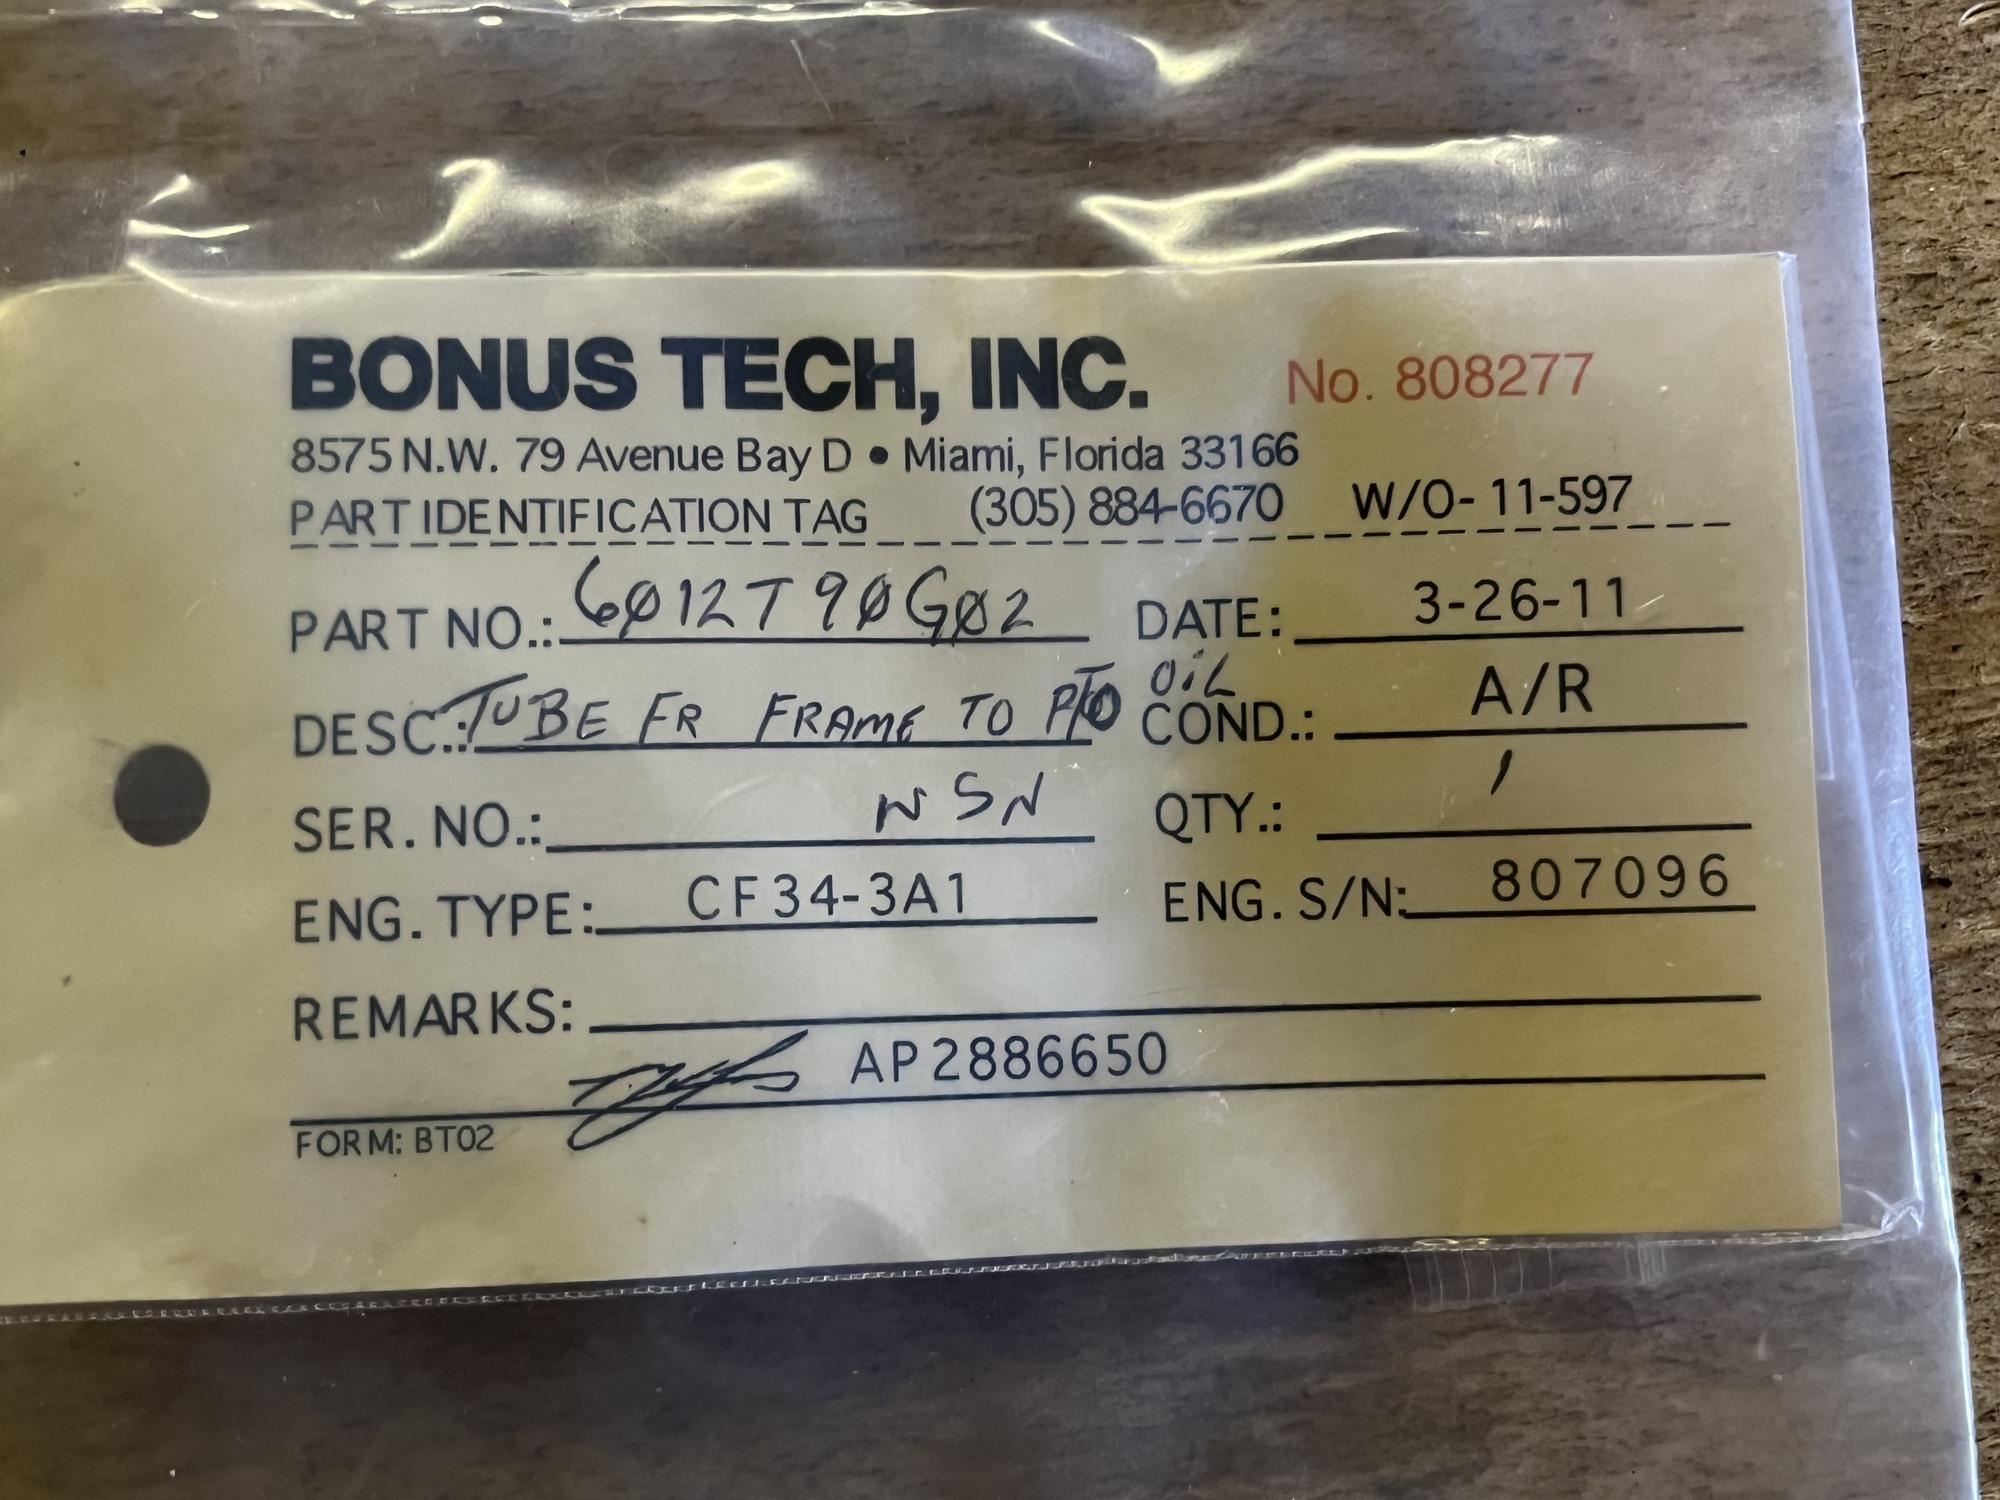 BONUS TECH, INC. No. 808277
8575 N.W. 79 Avenue Bay D • Miami, Florida 33166
PART IDENTIFICATION TAG (305) 884-6670 W/O- 11-597
PART NO.: 6012T90G02 DATE: 3-26-11
DESC.: TUBE FR FRAME TO PTO OIL COND.: A/R
SER. NO.: NSN QTY.: 1
ENG. TYPE: CF34-3A1 ENG. S/N: 807096
REMARKS:
AP2886650
FORM: BT02